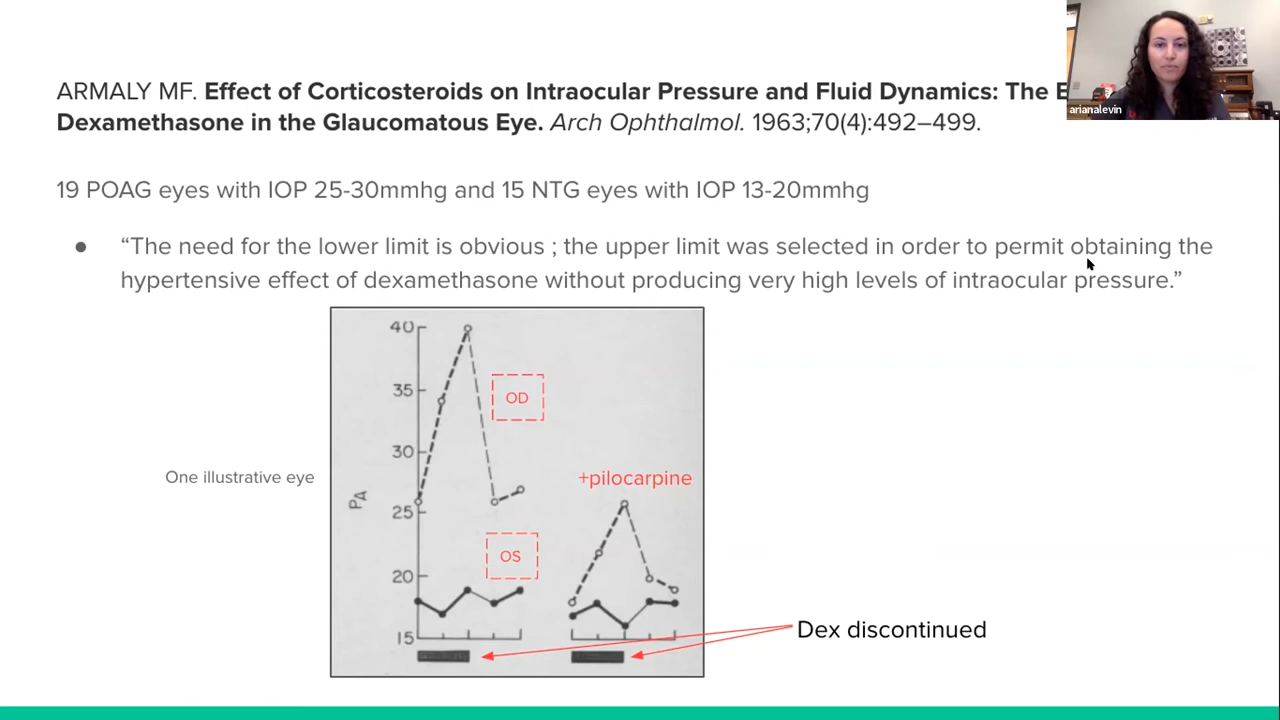 ARMALY MF. Effect of Corticosteroids on Intraocular Pressure and Fluid Dynamics: The E
arianalevin
Dexamethasone in the Glaucomatous Eye. Arch Ophthalmol. 1963;70(4):492–499.
19 POAG eyes with IOP 25-30mmhg and 15 NTG eyes with IOP 13-20mmhg
● “The need for the lower limit is obvious ; the upper limit was selected in order to permit obtaining the
hypertensive effect of dexamethasone without producing very high levels of intraocular pressure.”
40
35
OD
30
One illustrative eye
+pilocarpine
PA
25
OS
20
15
Dex discontinued